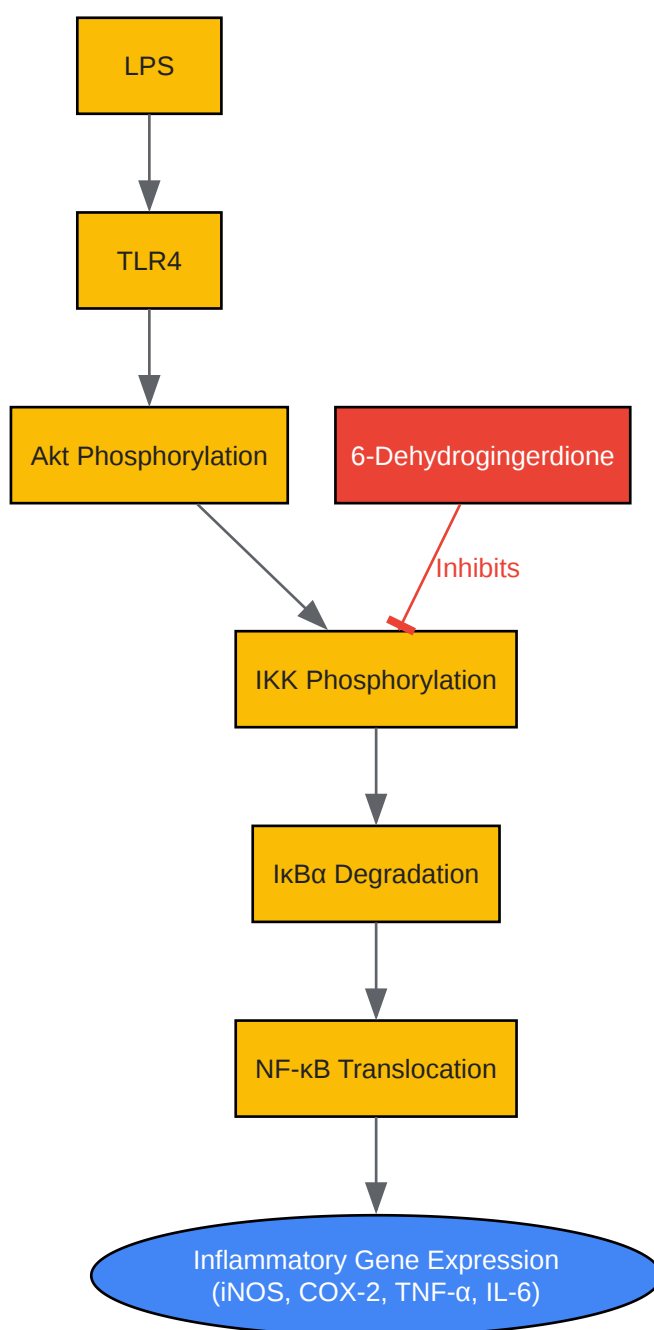 LPS
TLR4
Akt Phosphorylation
6-Dehydrogingerdione
Inhibits
IKK Phosphorylation
IκBα Degradation
NF-κB Translocation
Inflammatory Gene Expression
(iNOS, COX-2, TNF-α, IL-6)